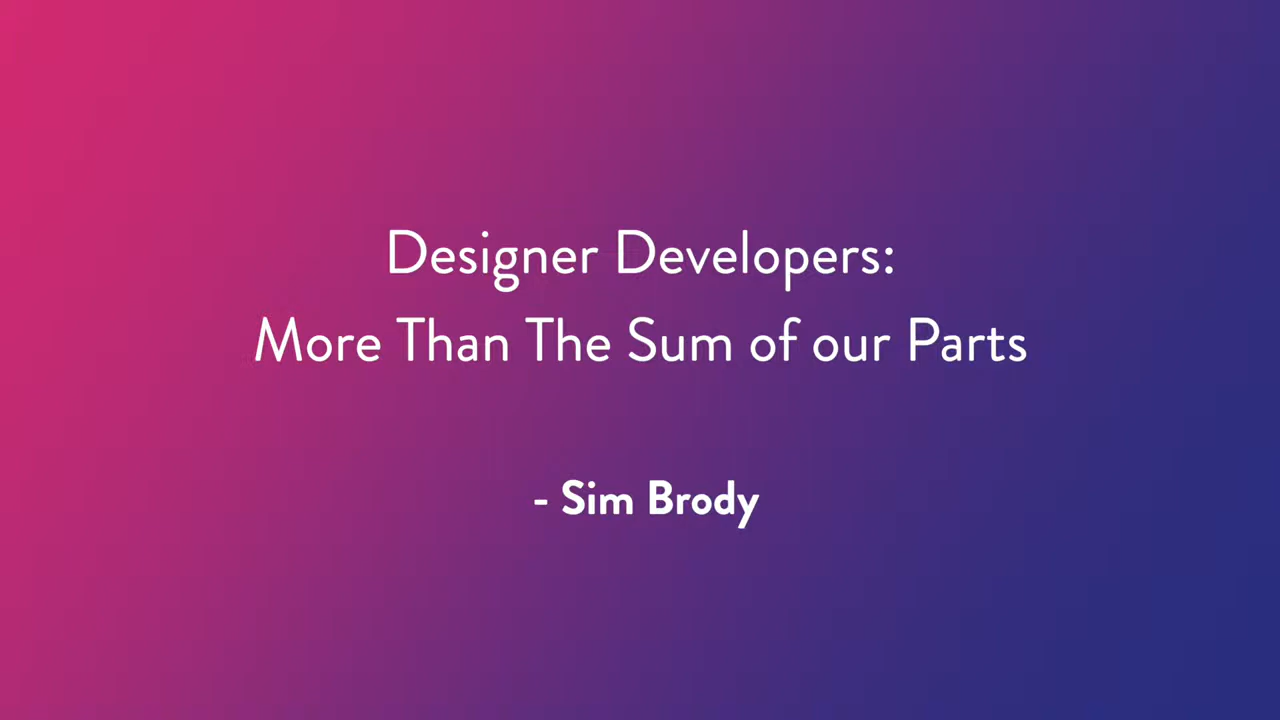 Designer Developers:
More Than The Sum of our Parts
- Sim Brody